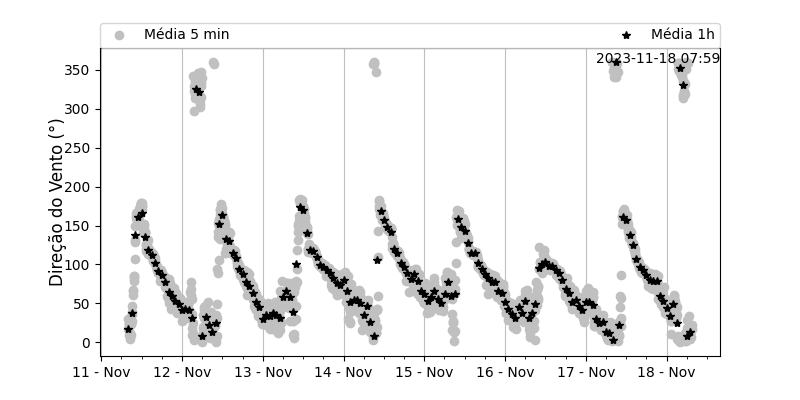 Média 5 min
Média 1h
2023-11-18 07:59
Direção do Vento (°)
350
300
250
200
150
100
50
0
11 - Nov
12 - Nov
13 - Nov
14 - Nov
15 - Nov
16 - Nov
17 - Nov
18 - Nov